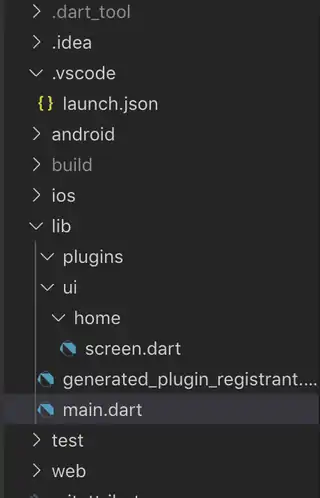 .dart_tool
.idea
.vscode
{} launch.json
android
build
ios
lib
plugins
ui
home
screen.dart
generated_plugin_registrant....
main.dart
test
web